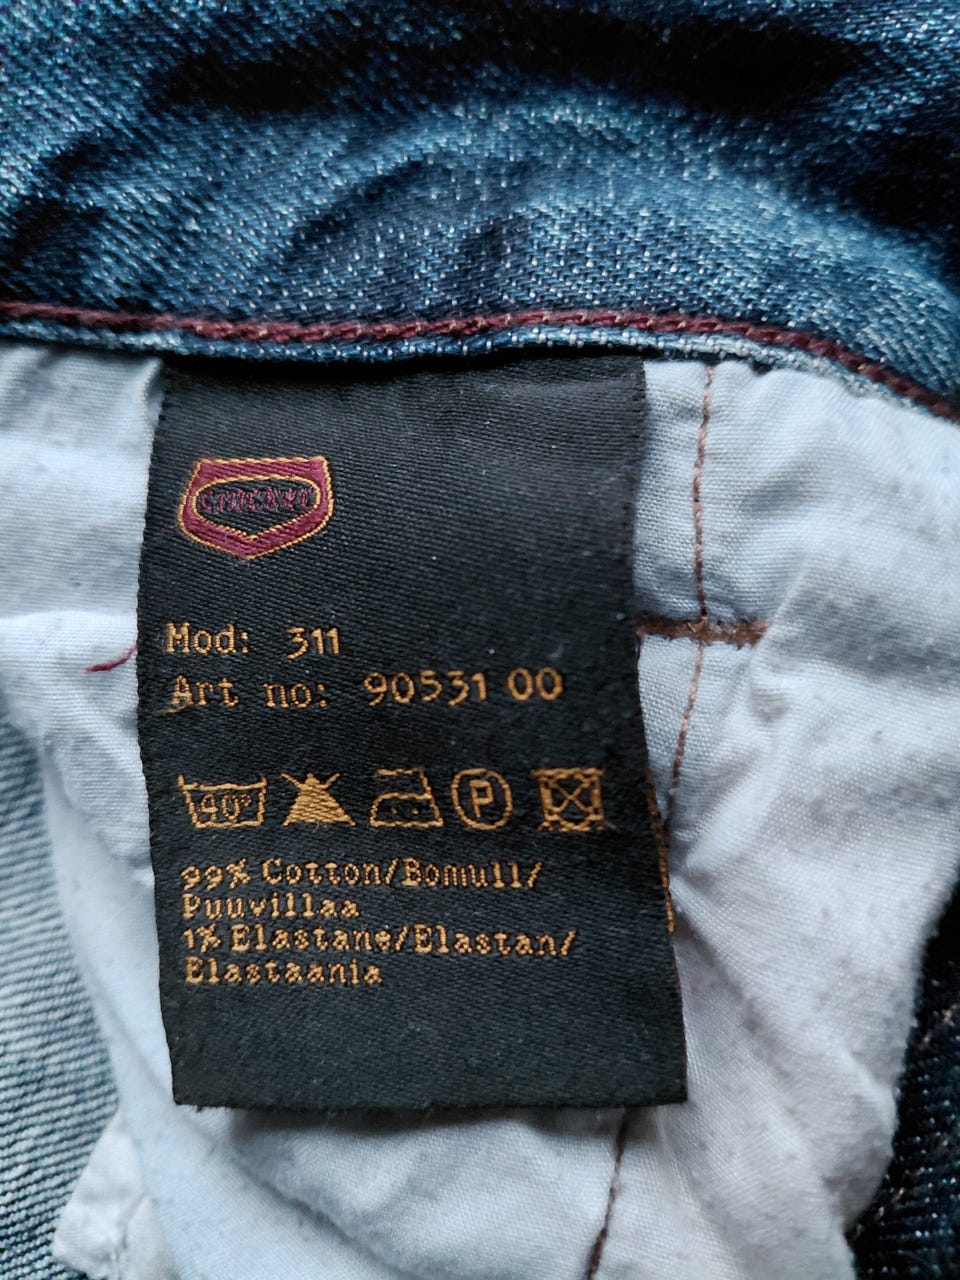 Mod: 311
Art no: 90531 00
40°
P
99% Cotton/Bomull/
Puuvillaa
1% Elastane/Elastan/
Elastaania